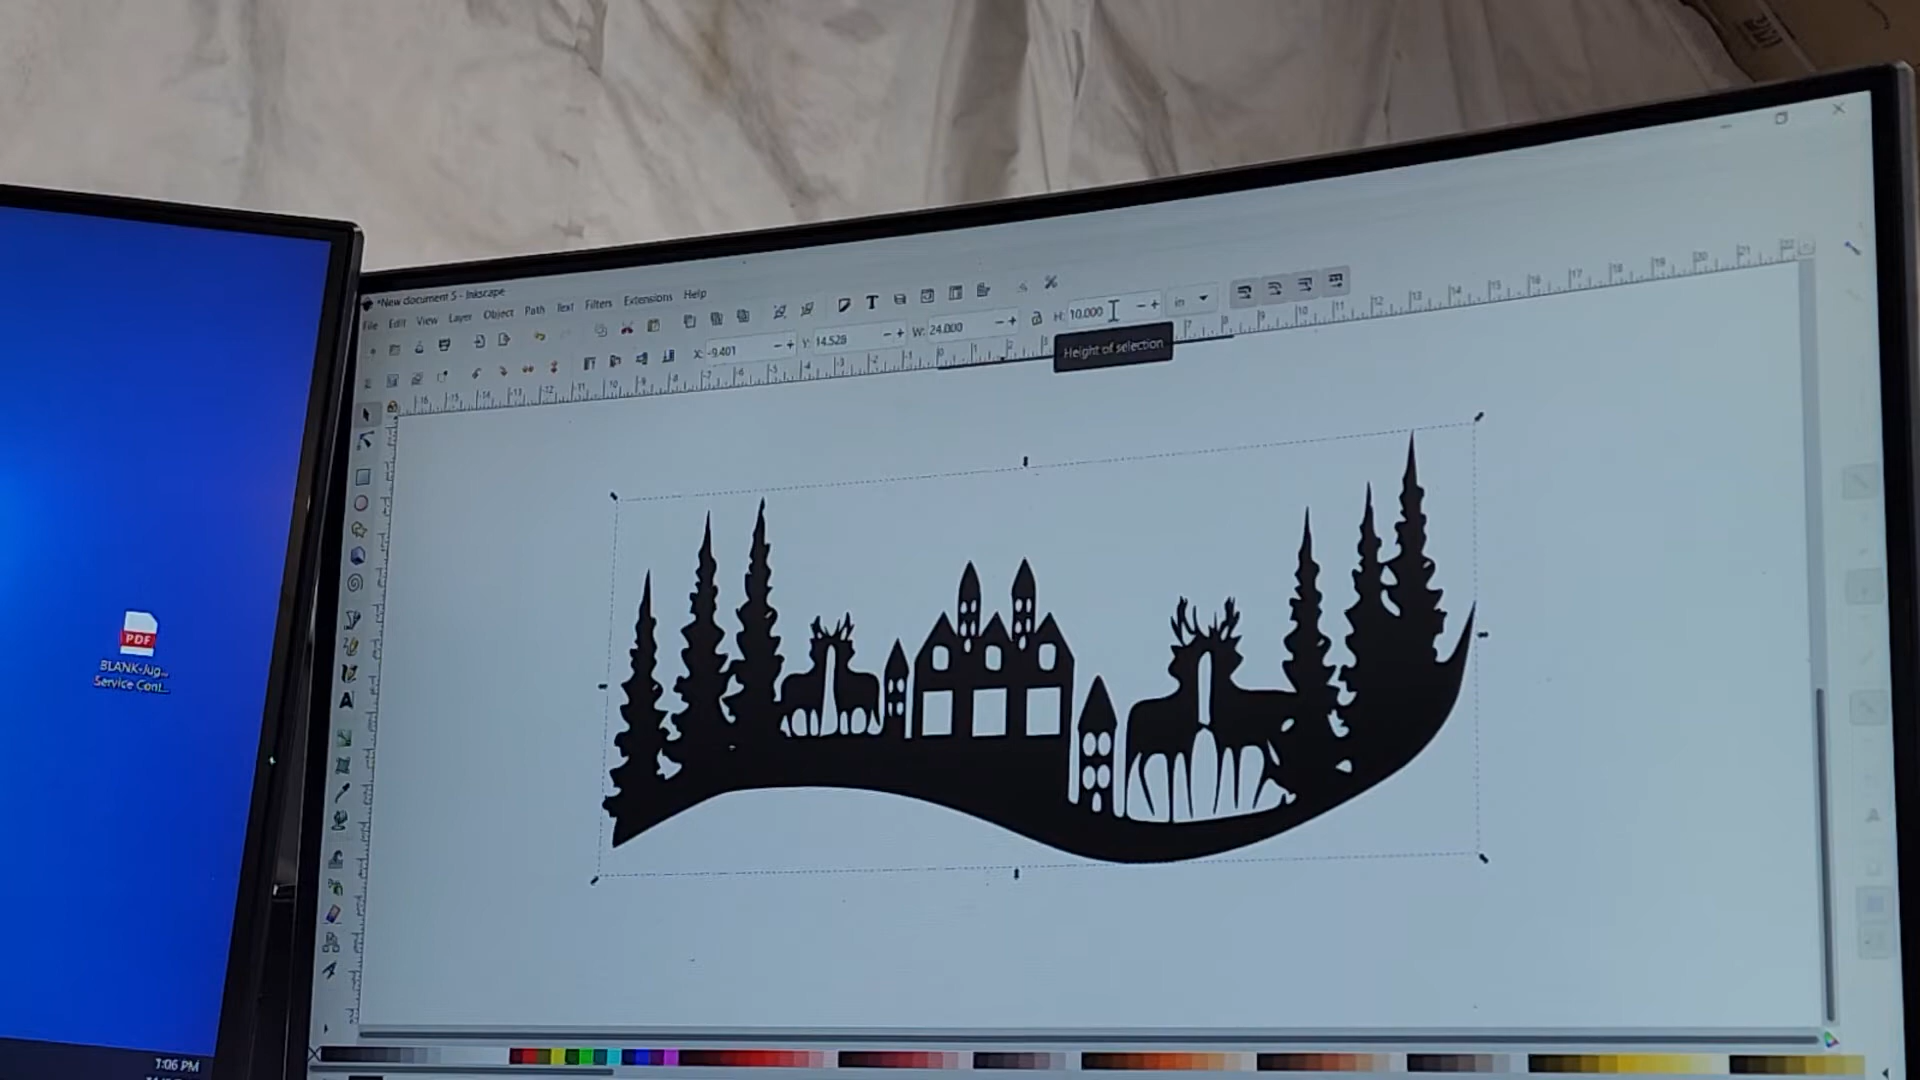 *New document 5 - Inkscape
File Edit View Layer Object Path Text Filters Extensions Help
X: -9.401 Y: 14.528 W: 24.000 H: 10.000 in
Height of selection
PDF
BLANK-Jug...
Service Cont...
1:06 PM